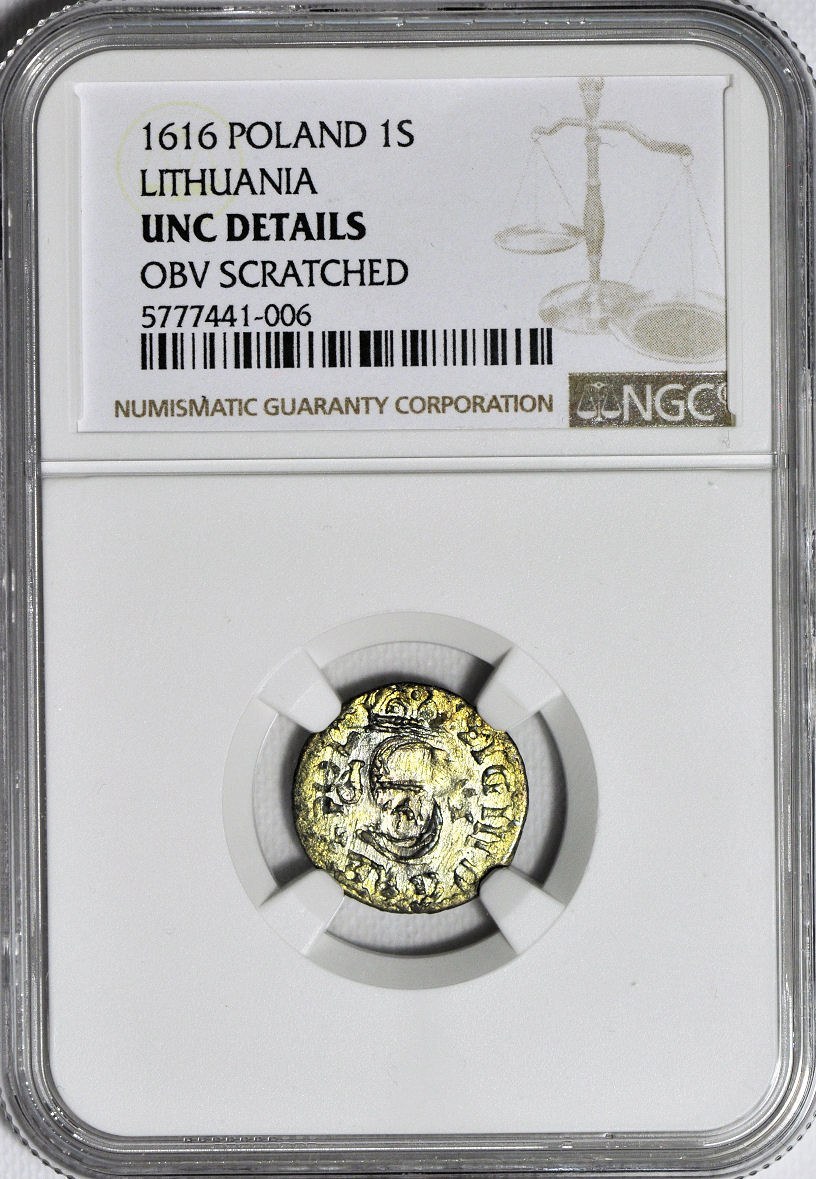 1616 POLAND 1S
LITHUANIA
UNC DETAILS
OBV SCRATCHED
5777441-006
NUMISMATIC GUARANTY CORPORATION
NGC